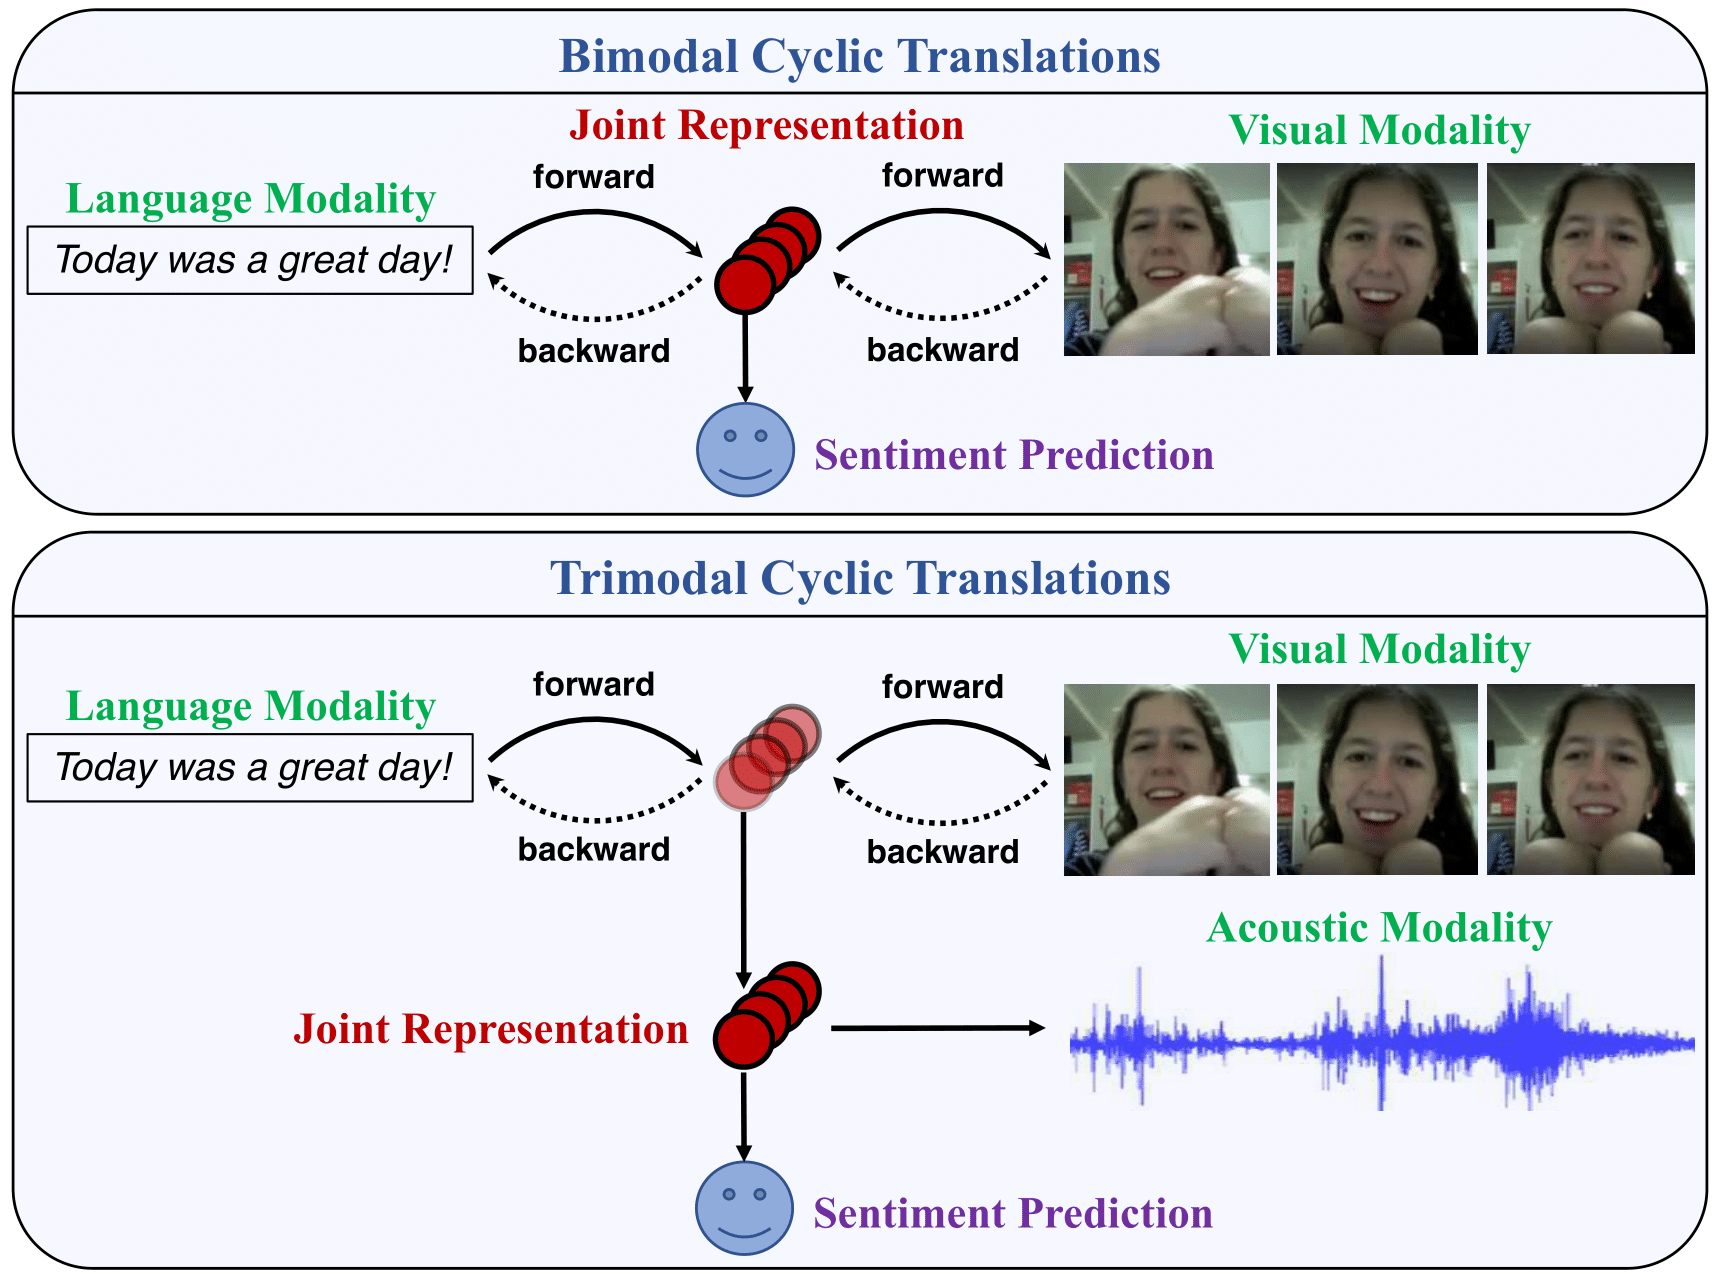 Bimodal Cyclic Translations
Joint Representation
Visual Modality
forward
forward
Language Modality
Today was a great day!
backward
backward
Sentiment Prediction
Trimodal Cyclic Translations
Visual Modality
forward
forward
Language Modality
Today was a great day!
backward
backward
Acoustic Modality
Joint Representation
Sentiment Prediction